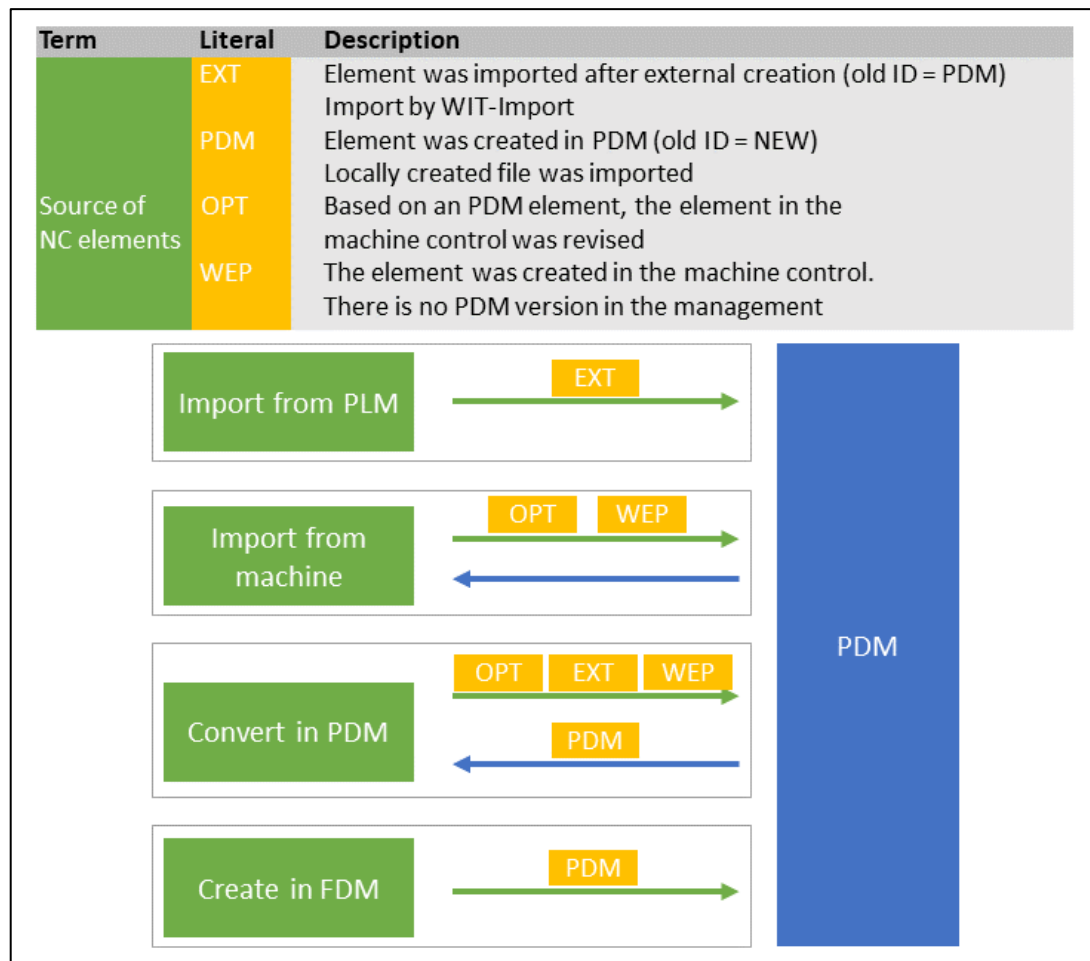 Term Literal Description
EXT Element was imported after external creation (old ID = PDM)
Import by WIT-Import
PDM Element was created in PDM (old ID = NEW)
Locally created file was imported
Source of OPT Based on an PDM element, the element in the
NC elements machine control was revised
WEP The element was created in the machine control.
There is no PDM version in the management
Import from PLM
EXT
Import from
machine
OPT WEP
Convert in PDM
OPT EXT WEP
PDM
Create in FDM
PDM
PDM